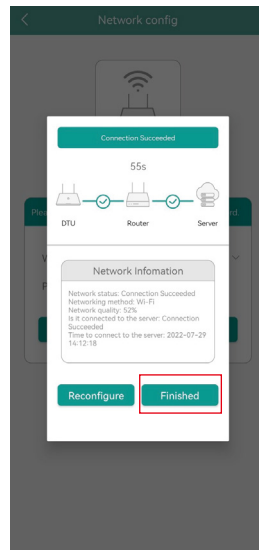 Network config
Connection Succeeded
55s
DTU Router Server
Plea
ed.
Network Infomation
Network status: Connection Succeeded
Networking method: Wi-Fi
Network quality: 52%
Is it connected to the server: Connection
Succeeded
Time to connect to the server: 2022-07-29
14:12:18
Reconfigure Finished